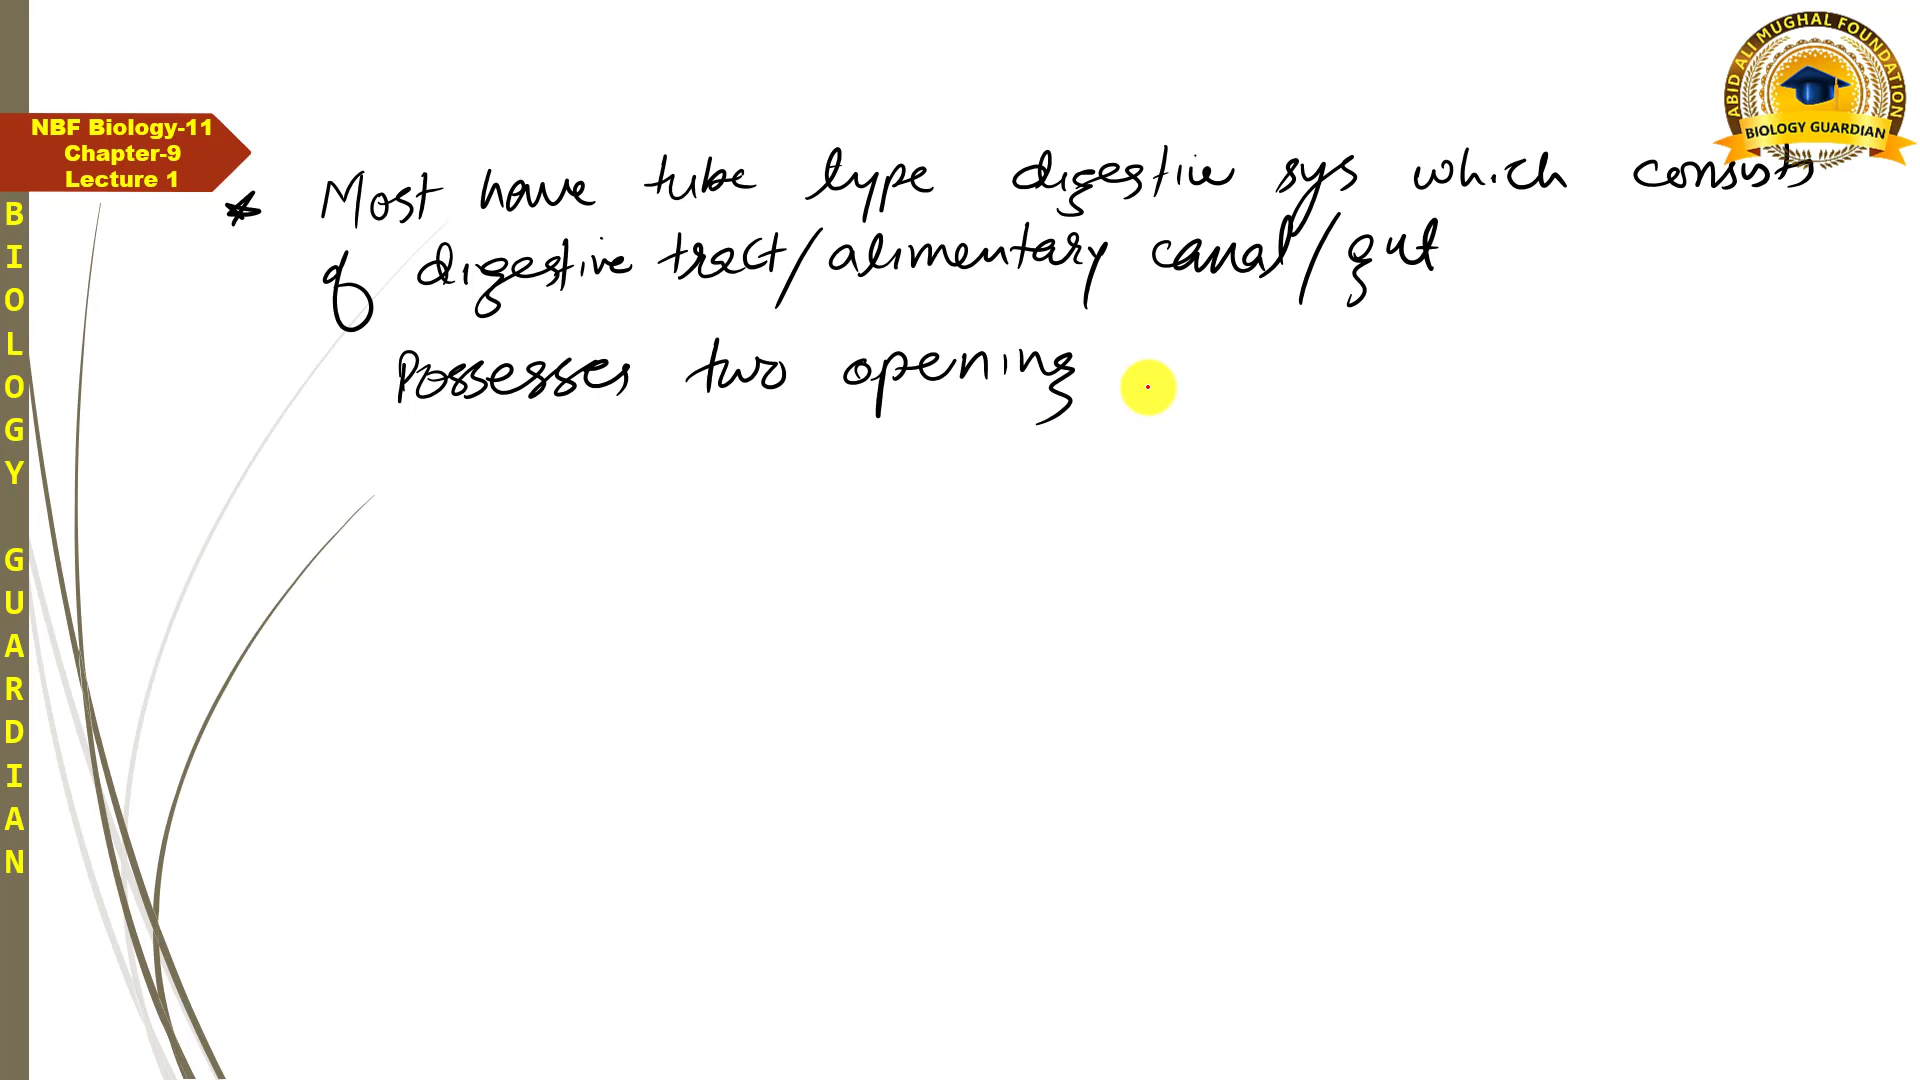 ABID ALI MUGHAL FOUNDATION
BIOLOGY GUARDIAN
NBF Biology-11
Chapter-9
Lecture 1
BIOLOGY GUARDIAN
* Most have tube type digestive sys which consists
of digestive tract/alimentary canal/gut
Possesses two opening